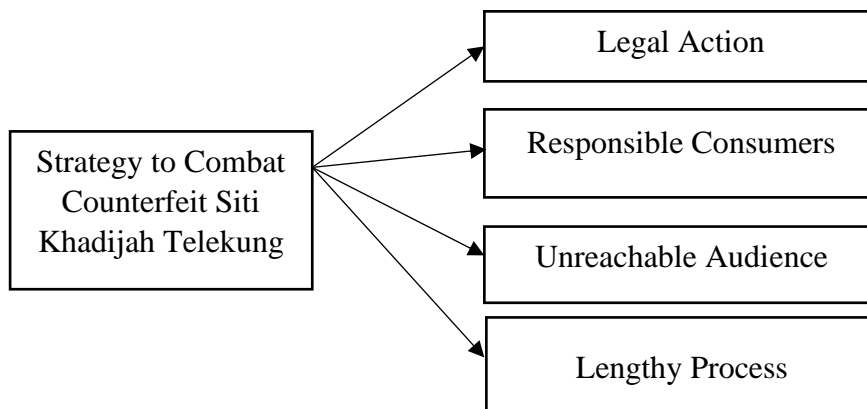 Strategy to Combat
Counterfeit Siti
Khadijah Telekung
Legal Action
Responsible Consumers
Unreachable Audience
Lengthy Process